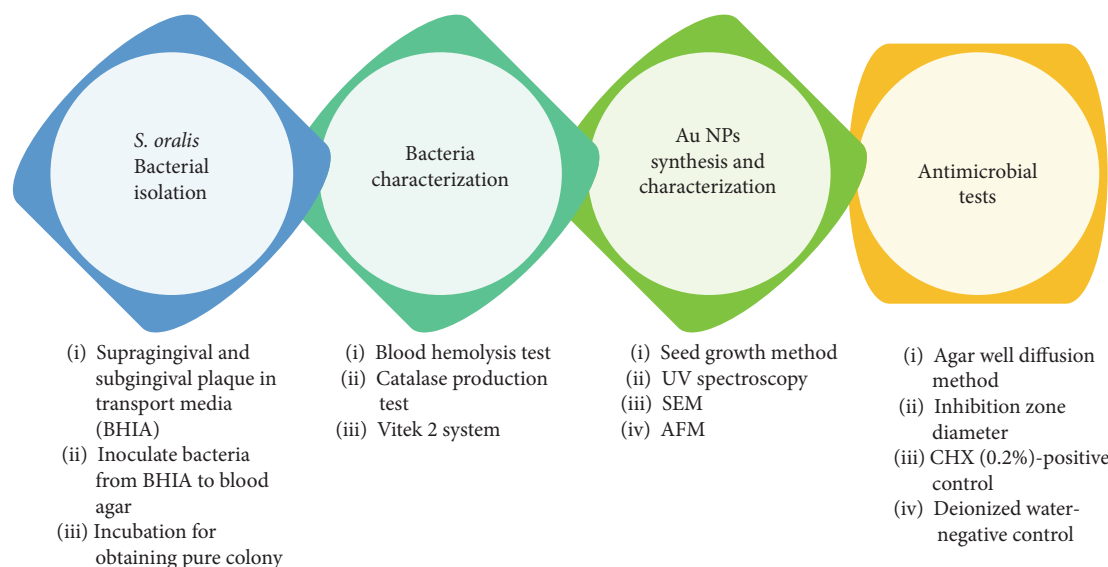 S. oralis
Bacterial
isolation
Bacteria
characterization
Au NPs
synthesis and
characterization
Antimicrobial
tests
(i) Supragingival and
subgingival plaque in
transport media
(BHIA)
(ii) Inoculate bacteria
from BHIA to blood
agar
(iii) Incubation for
obtaining pure colony
(i) Blood hemolysis test
(ii) Catalase production
test
(iii) Vitek 2 system
(i) Seed growth method
(ii) UV spectroscopy
(iii) SEM
(iv) AFM
(i) Agar well diffusion
method
(ii) Inhibition zone
diameter
(iii) CHX (0.2%)-positive
control
(iv) Deionized water-
negative control